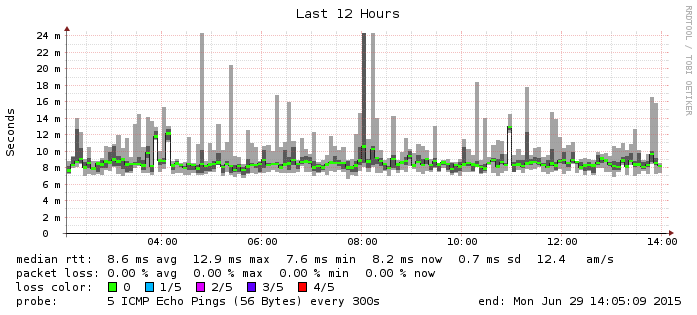 Last 12 Hours
RRDTOOL / TOBI OETIKER
Seconds
24 m
22 m
20 m
18 m
16 m
14 m
12 m
10 m
8 m
6 m
4 m
2 m
0
04:00 06:00 08:00 10:00 12:00 14:00
median rtt: 8.6 ms avg 12.9 ms max 7.6 ms min 8.2 ms now 0.7 ms sd 12.4 am/s
packet loss: 0.00 % avg 0.00 % max 0.00 % min 0.00 % now
loss color: 0 1/5 2/5 3/5 4/5
probe: 5 ICMP Echo Pings (56 Bytes) every 300s end: Mon Jun 29 14:05:09 2015